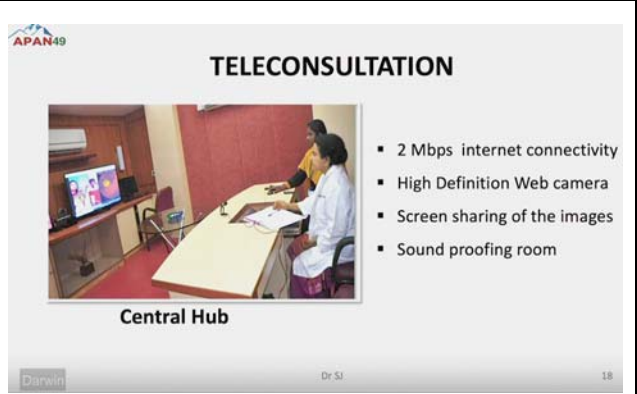 APAN49
TELECONSULTATION
▪ 2 Mbps internet connectivity
▪ High Definition Web camera
▪ Screen sharing of the images
▪ Sound proofing room
Central Hub
Darwin
Dr SJ
18